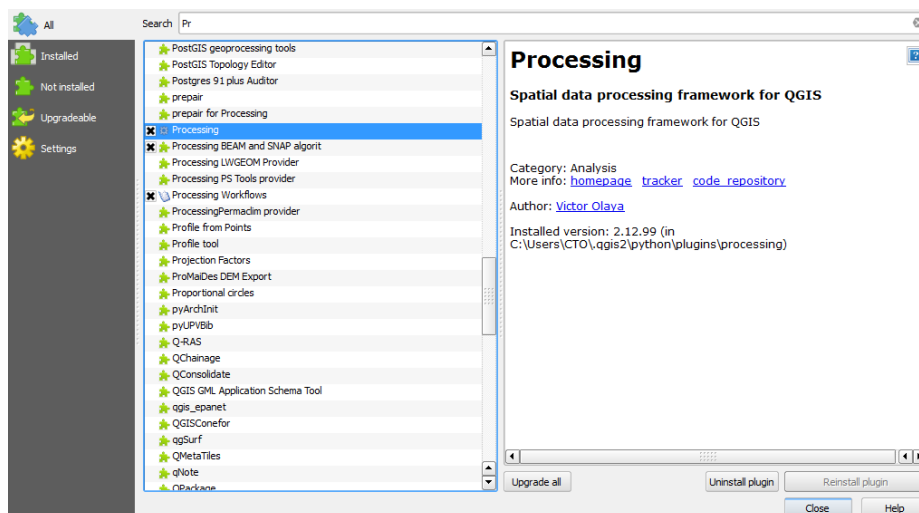 All
Search Pr
Installed
Not installed
Upgradeable
Settings
PostGIS geoprocessing tools
PostGIS Topology Editor
Postgres 91 plus Auditor
prepair
prepair for Processing
Processing
Processing BEAM and SNAP algorit
Processing LWGEOM Provider
Processing PS Tools provider
Processing Workflows
ProcessingPermaclim provider
Profile from Points
Profile tool
Projection Factors
ProMaiDes DEM Export
Proportional circles
pyArchInit
pyUPVBib
Q-RAS
QChainage
QConsolidate
QGIS GML Application Schema Tool
qgis_epanet
QGISConefor
qgSurf
QMetaTiles
qNote
QPackage
Processing
?
Spatial data processing framework for QGIS
Spatial data processing framework for QGIS
Category: Analysis
More info: homepage tracker code repository
Author: Victor Olaya
Installed version: 2.12.99 (in
C:\Users\CTO\.qgis2\python\plugins\processing)
Upgrade all
Uninstall plugin
Reinstall plugin
Close
Help